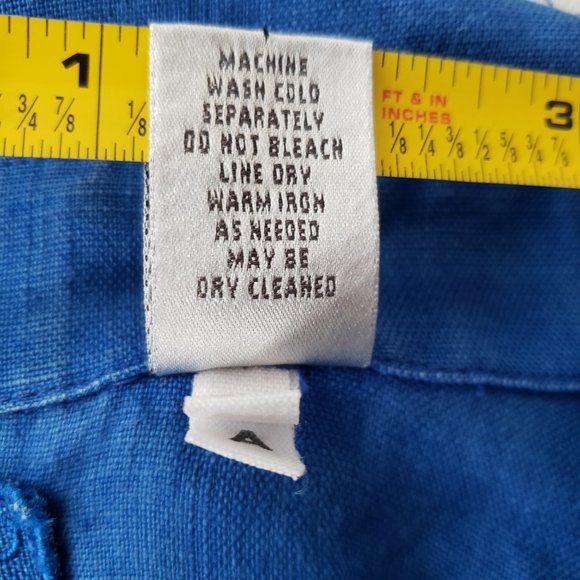 MACHINE
WASH COLD
SEPARATELY
DO NOT BLEACH
LINE DRY
WARM IRON
AS NEEDED
MAY BE
DRY CLEANED
1
3/4 7/8
1/8
FT & IN
INCHES
3
1/8 1/4 3/8 1/2 5/8 3/4 7/8
A